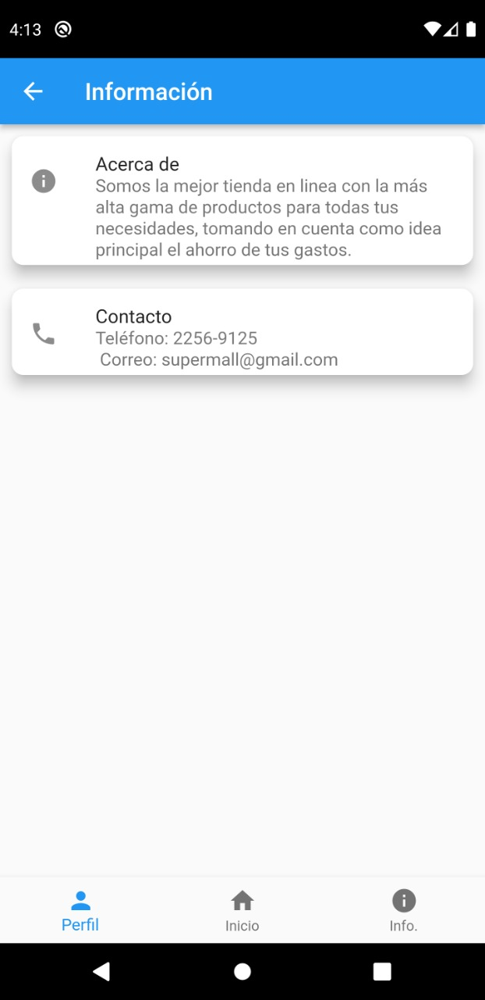 4:13
Información
Acerca de
Somos la mejor tienda en linea con la más
alta gama de productos para todas tus
necesidades, tomando en cuenta como idea
principal el ahorro de tus gastos.
Contacto
Teléfono: 2256-9125
Correo: supermall@gmail.com
Perfil
Inicio
Info.